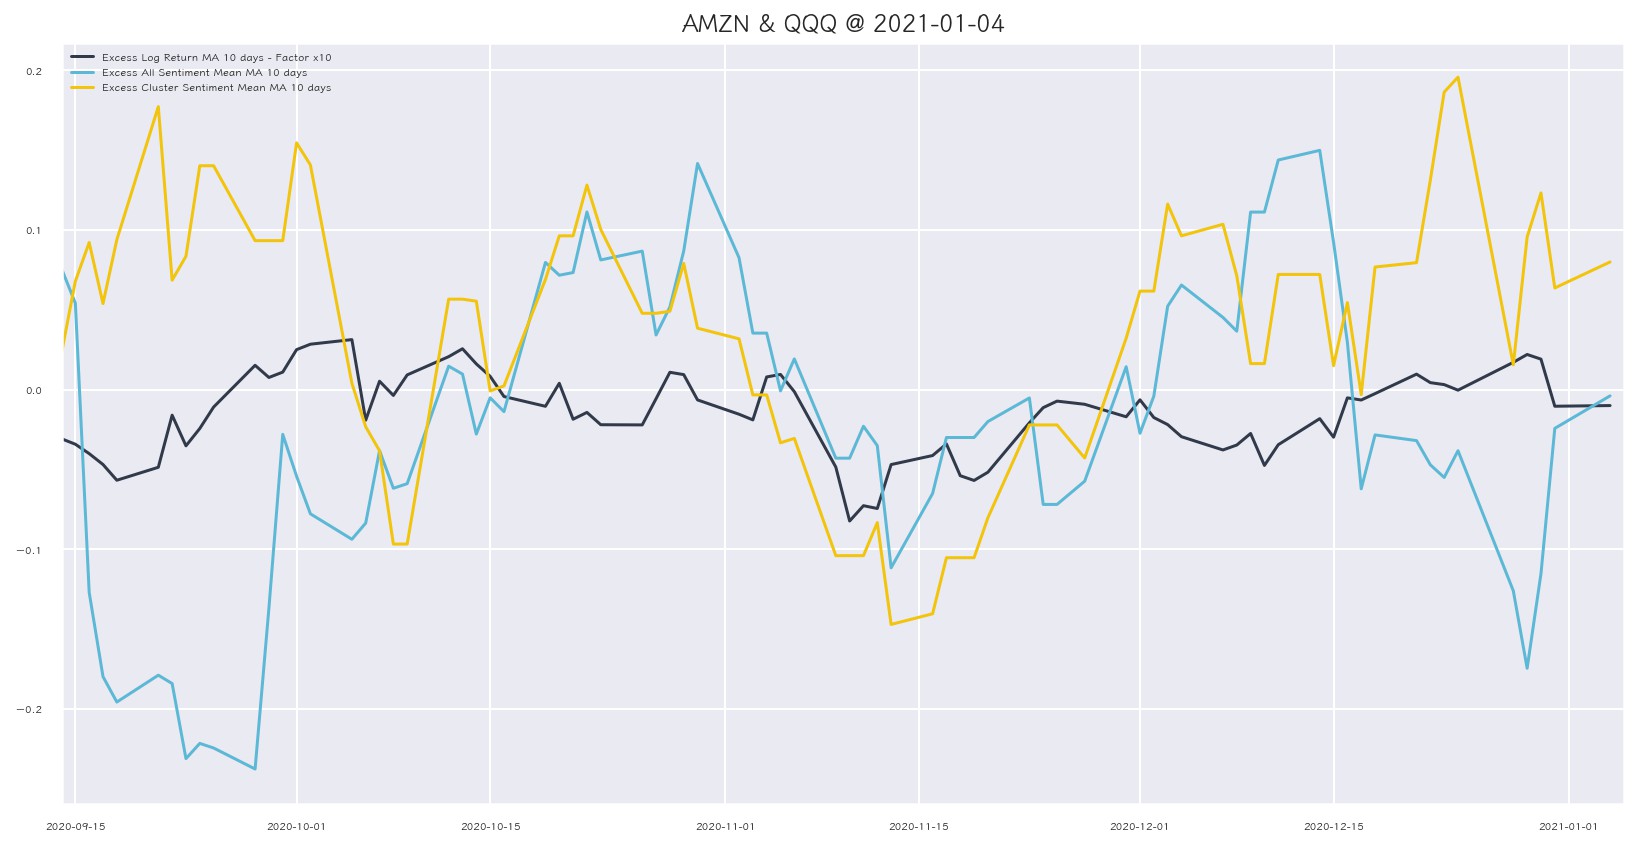 AMZN & QQQ @ 2021-01-04
Excess Log Return MA 10 days - Factor x10
Excess All Sentiment Mean MA 10 days
Excess Cluster Sentiment Mean MA 10 days
0.2
0.1
0.0
−0.1
−0.2
2020-09-15 2020-10-01 2020-10-15 2020-11-01 2020-11-15 2020-12-01 2020-12-15 2021-01-01